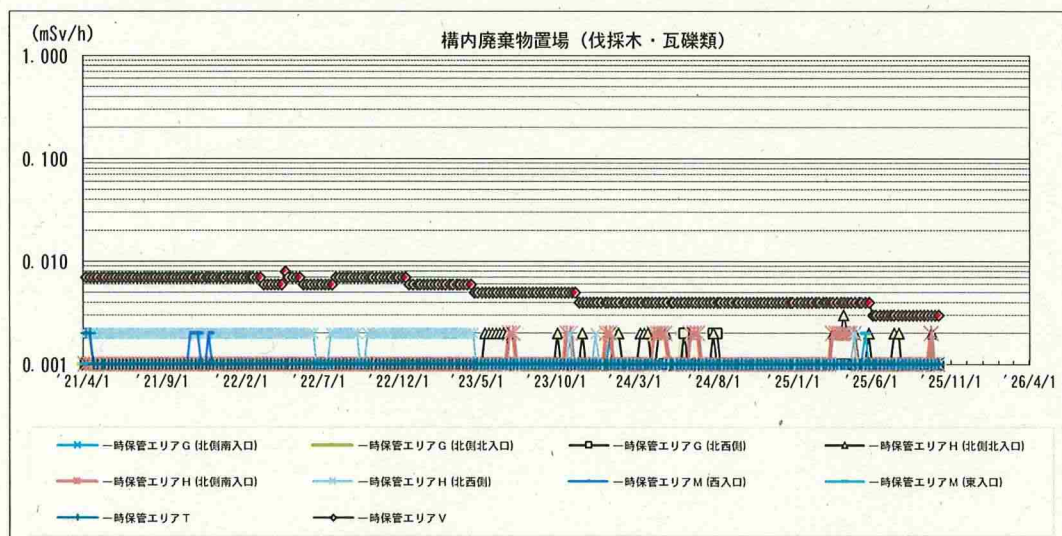 (mSv/h)
構内廃棄物置場（伐採木・瓦礫類）
1.000
0.100
0.010
0.001
'21/4/1 '21/9/1 '22/2/1 '22/7/1 '22/12/1 '23/5/1 '23/10/1 '24/3/1 '24/8/1 '25/1/1 '25/6/1 '25/11/1 '26/4/1
一時保管エリアG (北側南入口) 一時保管エリアG (北側北入口) 一時保管エリアG (北西側) 一時保管エリアH (北側北入口)
一時保管エリアH (北側南入口) 一時保管エリアH (北西側) 一時保管エリアM (西入口) 一時保管エリアM (東入口)
一時保管エリアT 一時保管エリアV